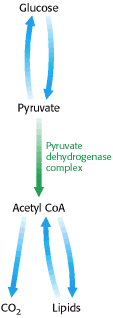 Glucose
Pyruvate
Pyruvate
dehydrogenase
complex
Acetyl CoA
CO₂
Lipids